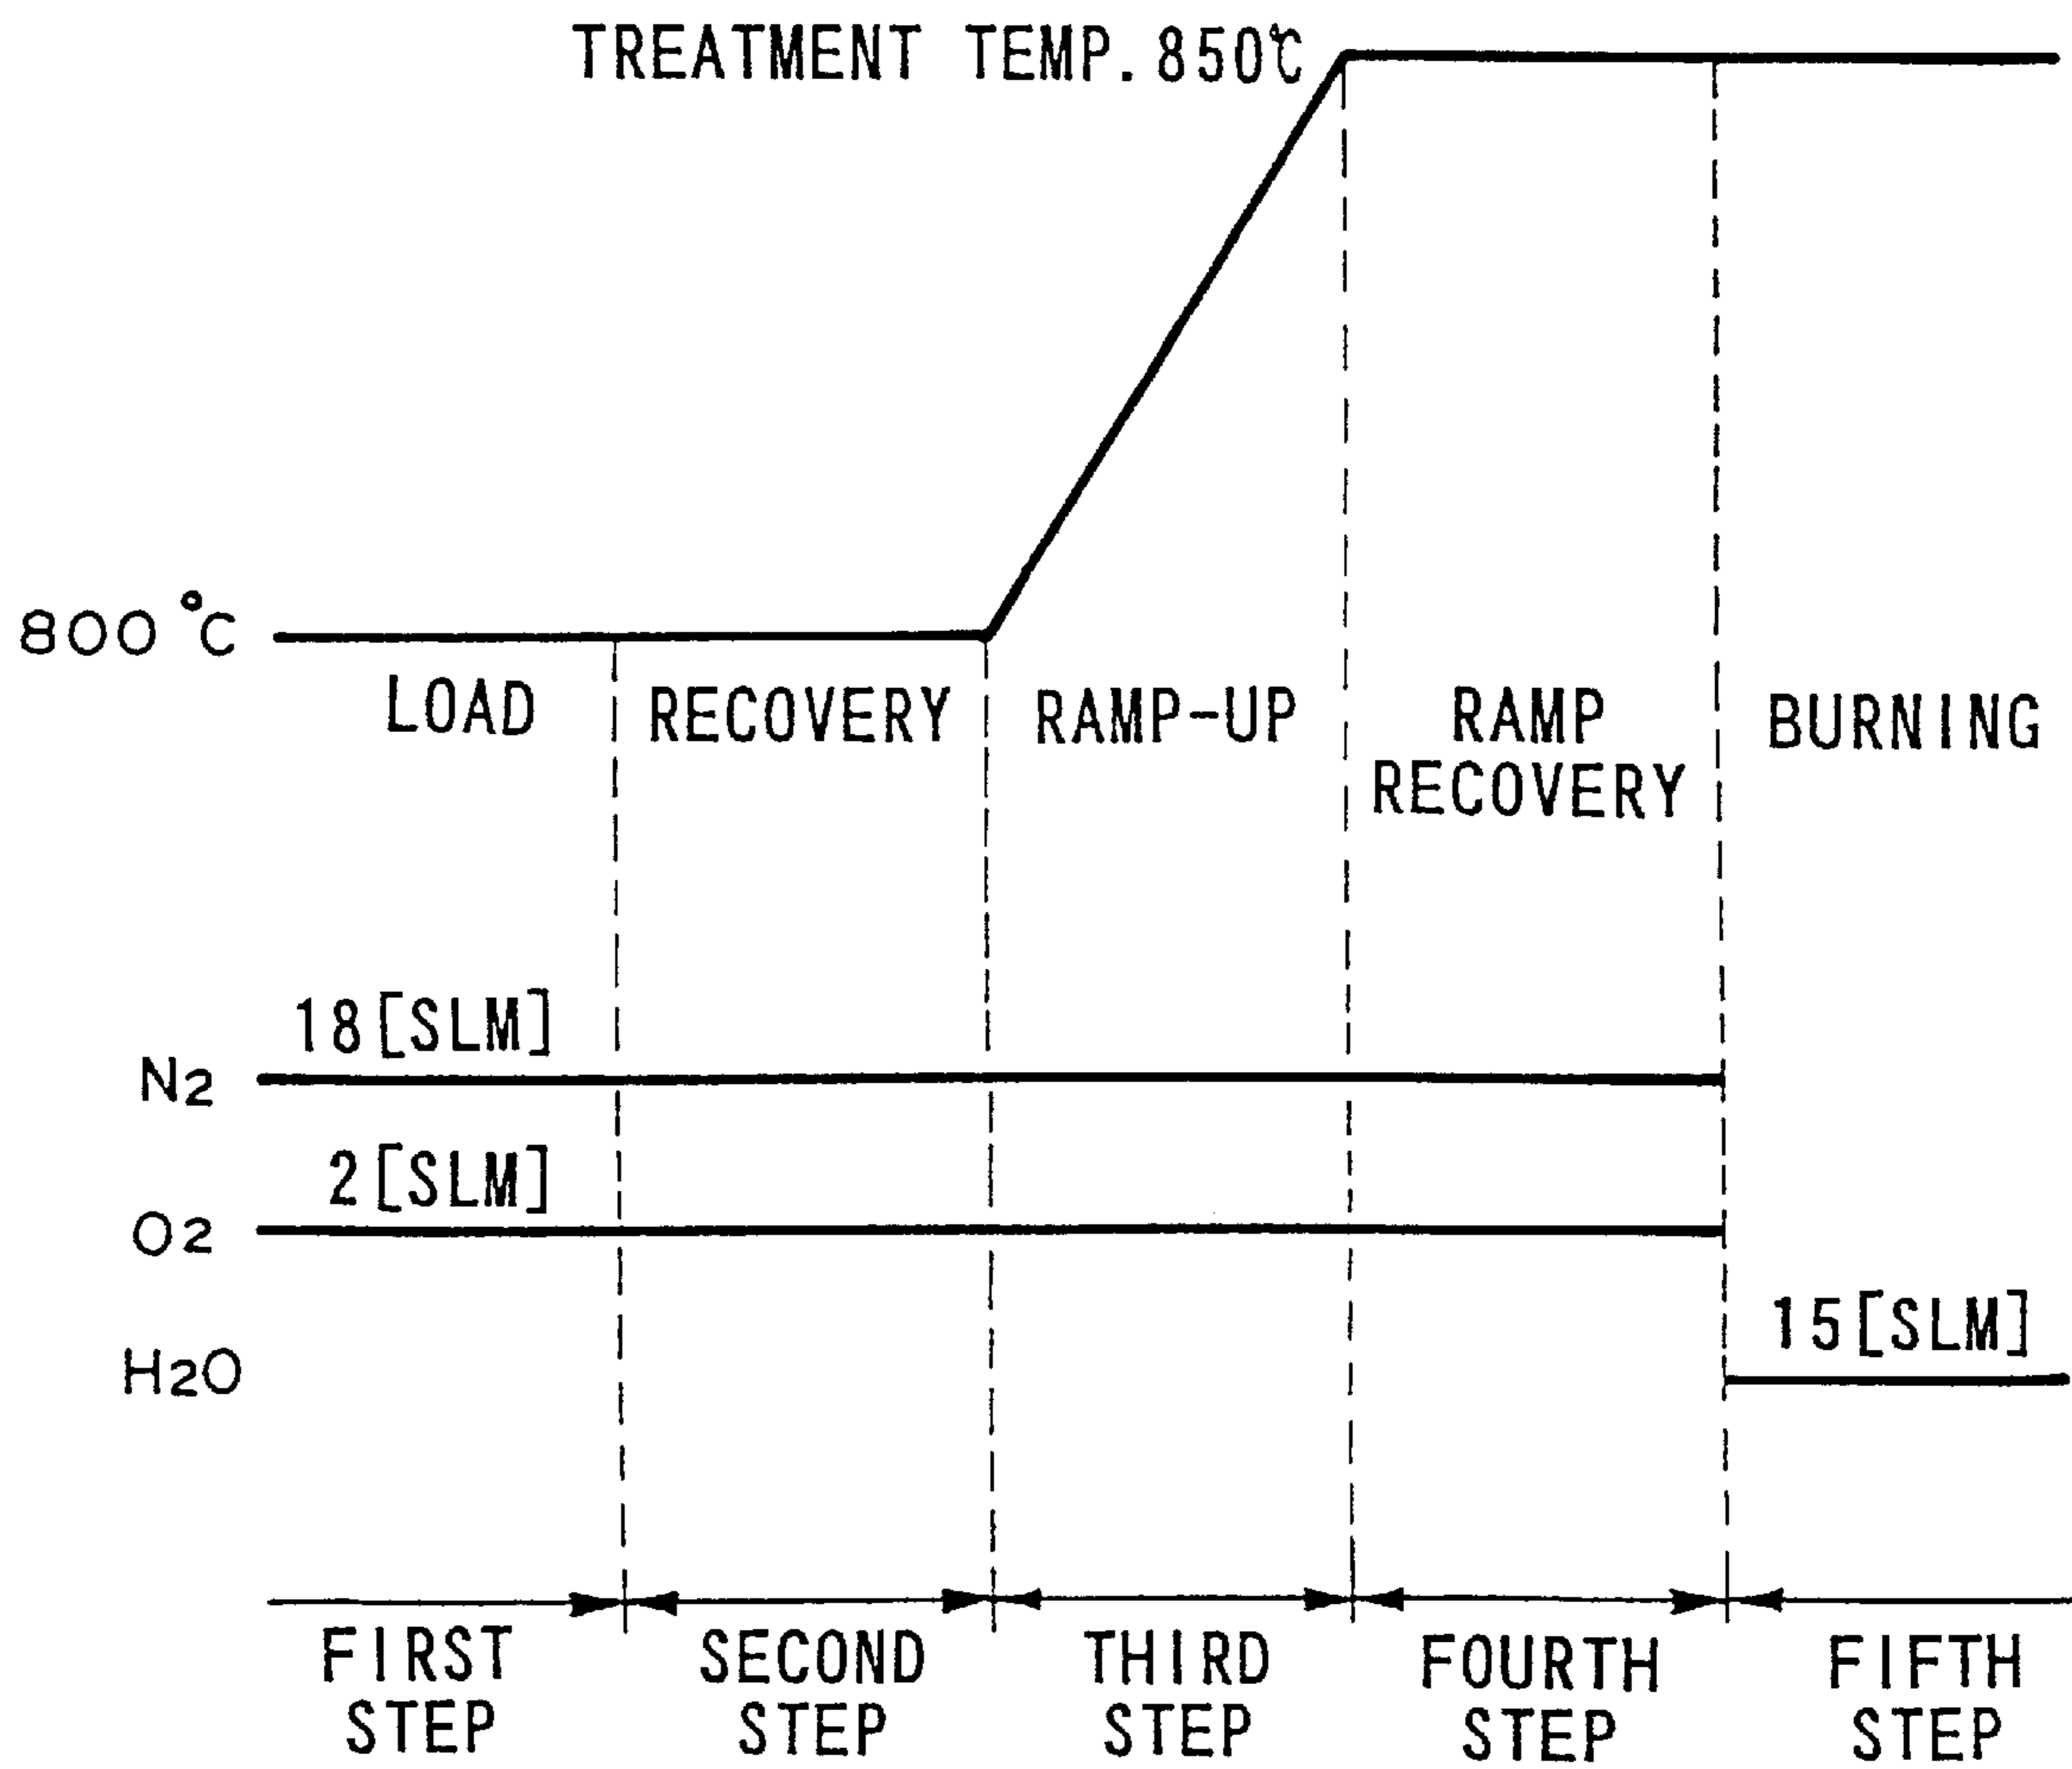 TREATMENT TEMP. 850℃
800°C
LOAD
RECOVERY
RAMP-UP
RAMP
RECOVERY
BURNING
18[SLM]
N2
2[SLM]
O2
15[SLM]
H2O
FIRST
STEP
SECOND
STEP
THIRD
STEP
FOURTH
STEP
FIFTH
STEP